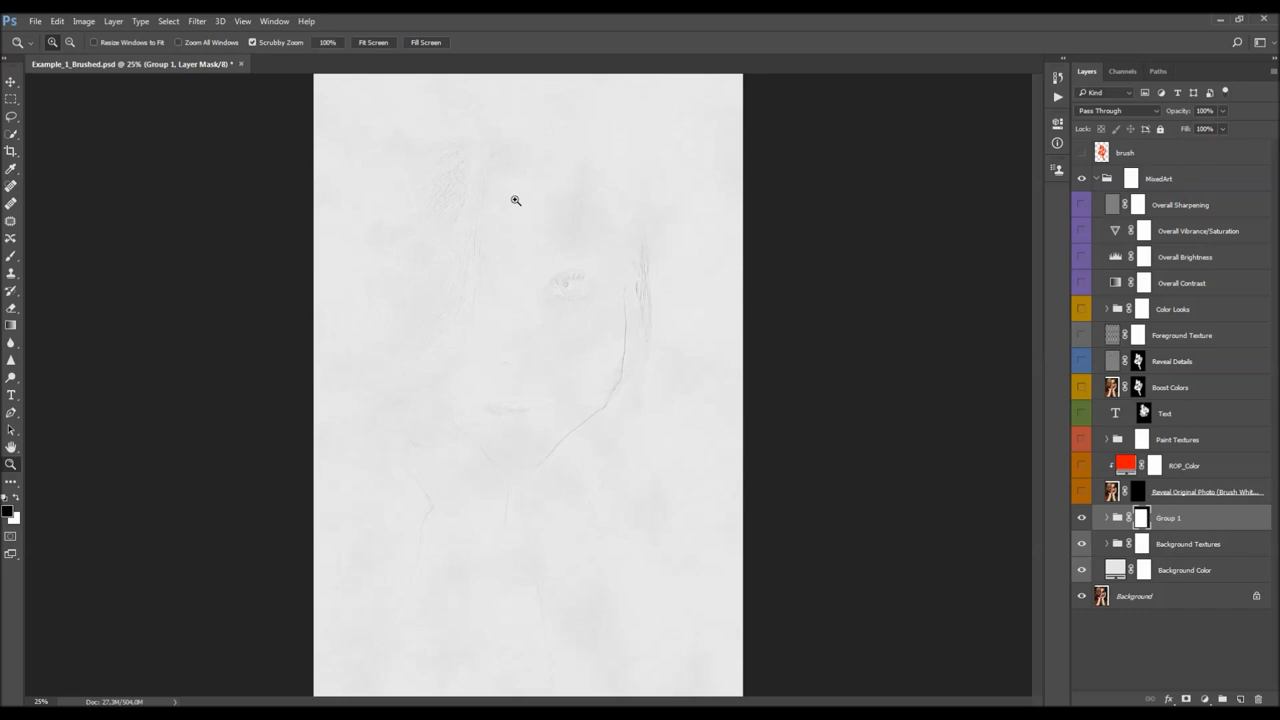 Ps File Edit Image Layer Type Select Filter 3D View Window Help
Resize Windows to Fit Zoom All Windows Scrubby Zoom 100% Fit Screen Fill Screen
Example_1_Brushed.psd @ 25% (Group 1, Layer Mask/8) *
Layers Channels Paths
Kind
Pass Through Opacity: 100%
Lock: Fill: 100%
brush
MixedArt
Overall Sharpening
Overall Vibrance/Saturation
Overall Brightness
Overall Contrast
Color Looks
Foreground Texture
Reveal Details
Boost Colors
T Text
Paint Textures
ROP_Color
Reveal Original Photo (Brush Whit...
Group 1
Background Textures
Background Color
Background
25% Doc: 27,3M/504,0M